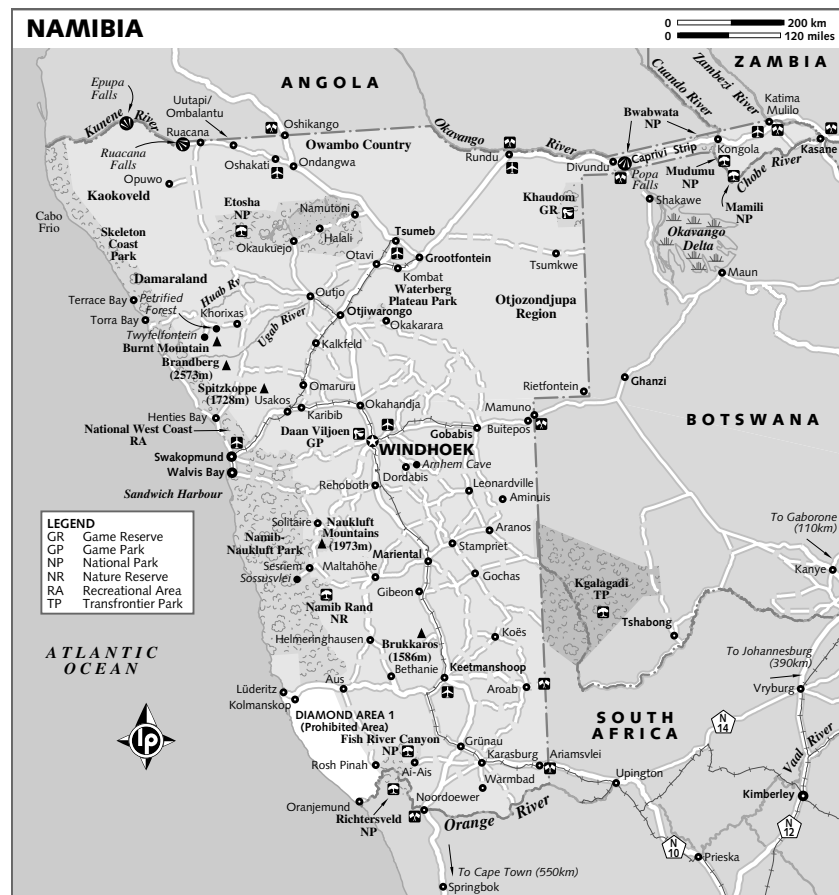 NAMIBIA
0 200 km
0 120 miles
ZAMBIA
ANGOLA
Epupa
Falls
Kunene River
Uutapi/
Ombalantu
Oshikango
Ruacana
Ruacana
Falls
Owambo Country
Oshakati
Ondangwa
Opuwo
Kaokoveld
Okavango River
Rundu
Cuando River
Zambezi River
Bwabwata
NP
Katima
Mulilo
Kongola
Kasane
Divundu
Caprivi Strip
Popa
Falls
Mudumu
NP
Chobe River
Mamili
NP
Shakawe
Okavango
Delta
Maun
Khaudom
GR
Cabo
Frio
Skeleton
Coast
Park
Etosha
NP
Namutoni
Halali
Okaukuejo
Tsumeb
Otavi
Grootfontein
Kombat
Tsumkwe
Waterberg
Plateau Park
Otjozondjupa
Region
Damaraland
Huab Rv
Terrace Bay
Petrified
Forest
Khorixas
Outjo
Torra Bay
Twyfelfontein
Burnt Mountain
Ugab River
Otjiwarongo
Okakarara
Kalkfeld
Brandberg
(2573m)
Spitzkoppe
(1728m)
Omaruru
Usakos
Karibib
Okahandja
Henties Bay
National West Coast
RA
Daan Viljoen
GP
WINDHOEK
Gobabis
Mamuno
Buitepos
Rietfontein
Ghanzi
BOTSWANA
Swakopmund
Walvis Bay
Sandwich Harbour
Arnhem Cave
Dordabis
Rehoboth
Leonardville
Aminuis
Solitaire
Naukluft
Mountains
(1973m)
Namib-
Naukluft Park
Aranos
Stampriet
Mariental
Sesriem
Sossusvlei
Maltahöhe
Gochas
Gibeon
Namib Rand
NR
Kgalagadi
TP
Tshabong
To Gaborone
(110km)
Kanye
LEGEND
GR Game Reserve
GP Game Park
NP National Park
NR Nature Reserve
RA Recreational Area
TP Transfrontier Park
ATLANTIC
OCEAN
Helmeringhausen
Brukkaros
(1586m)
Koës
Bethanie
Keetmanshoop
Aus
Aroab
Lüderitz
Kolmanskop
To Johannesburg
(390km)
Vryburg
SOUTH
AFRICA
N
14
DIAMOND AREA 1
(Prohibited Area)
Fish River Canyon
NP
Grünau
Karasburg
Ariamsvlei
Rosh Pinah
Ai-Ais
Warmbad
Upington
Vaal River
Kimberley
Oranjemund
Richtersveld
NP
Noordoewer
Orange River
N
10
N
12
Prieska
To Cape Town (550km)
Springbok
LP